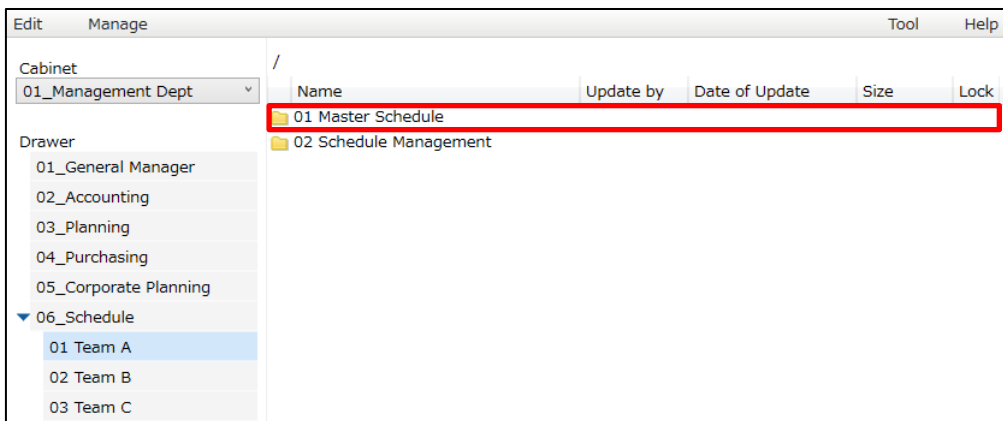 Edit Manage Tool Help
Cabinet
01_Management Dept
Drawer
01_General Manager
02_Accounting
03_Planning
04_Purchasing
05_Corporate Planning
06_Schedule
01 Team A
02 Team B
03 Team C
/
Name Update by Date of Update Size Lock
01 Master Schedule
02 Schedule Management